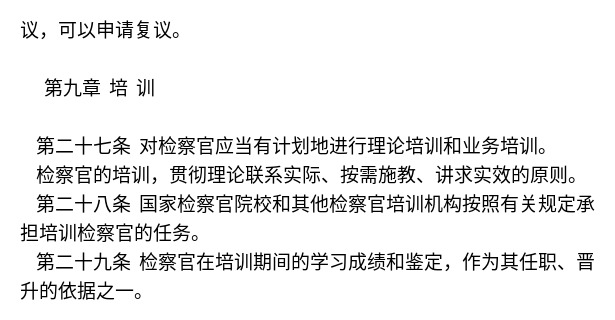 议，可以申请复议。
第九章 培 训
第二十七条 对检察官应当有计划地进行理论培训和业务培训。
检察官的培训，贯彻理论联系实际、按需施教、讲求实效的原则。
第二十八条 国家检察官院校和其他检察官培训机构按照有关规定承
担培训检察官的任务。
第二十九条 检察官在培训期间的学习成绩和鉴定，作为其任职、晋
升的依据之一。